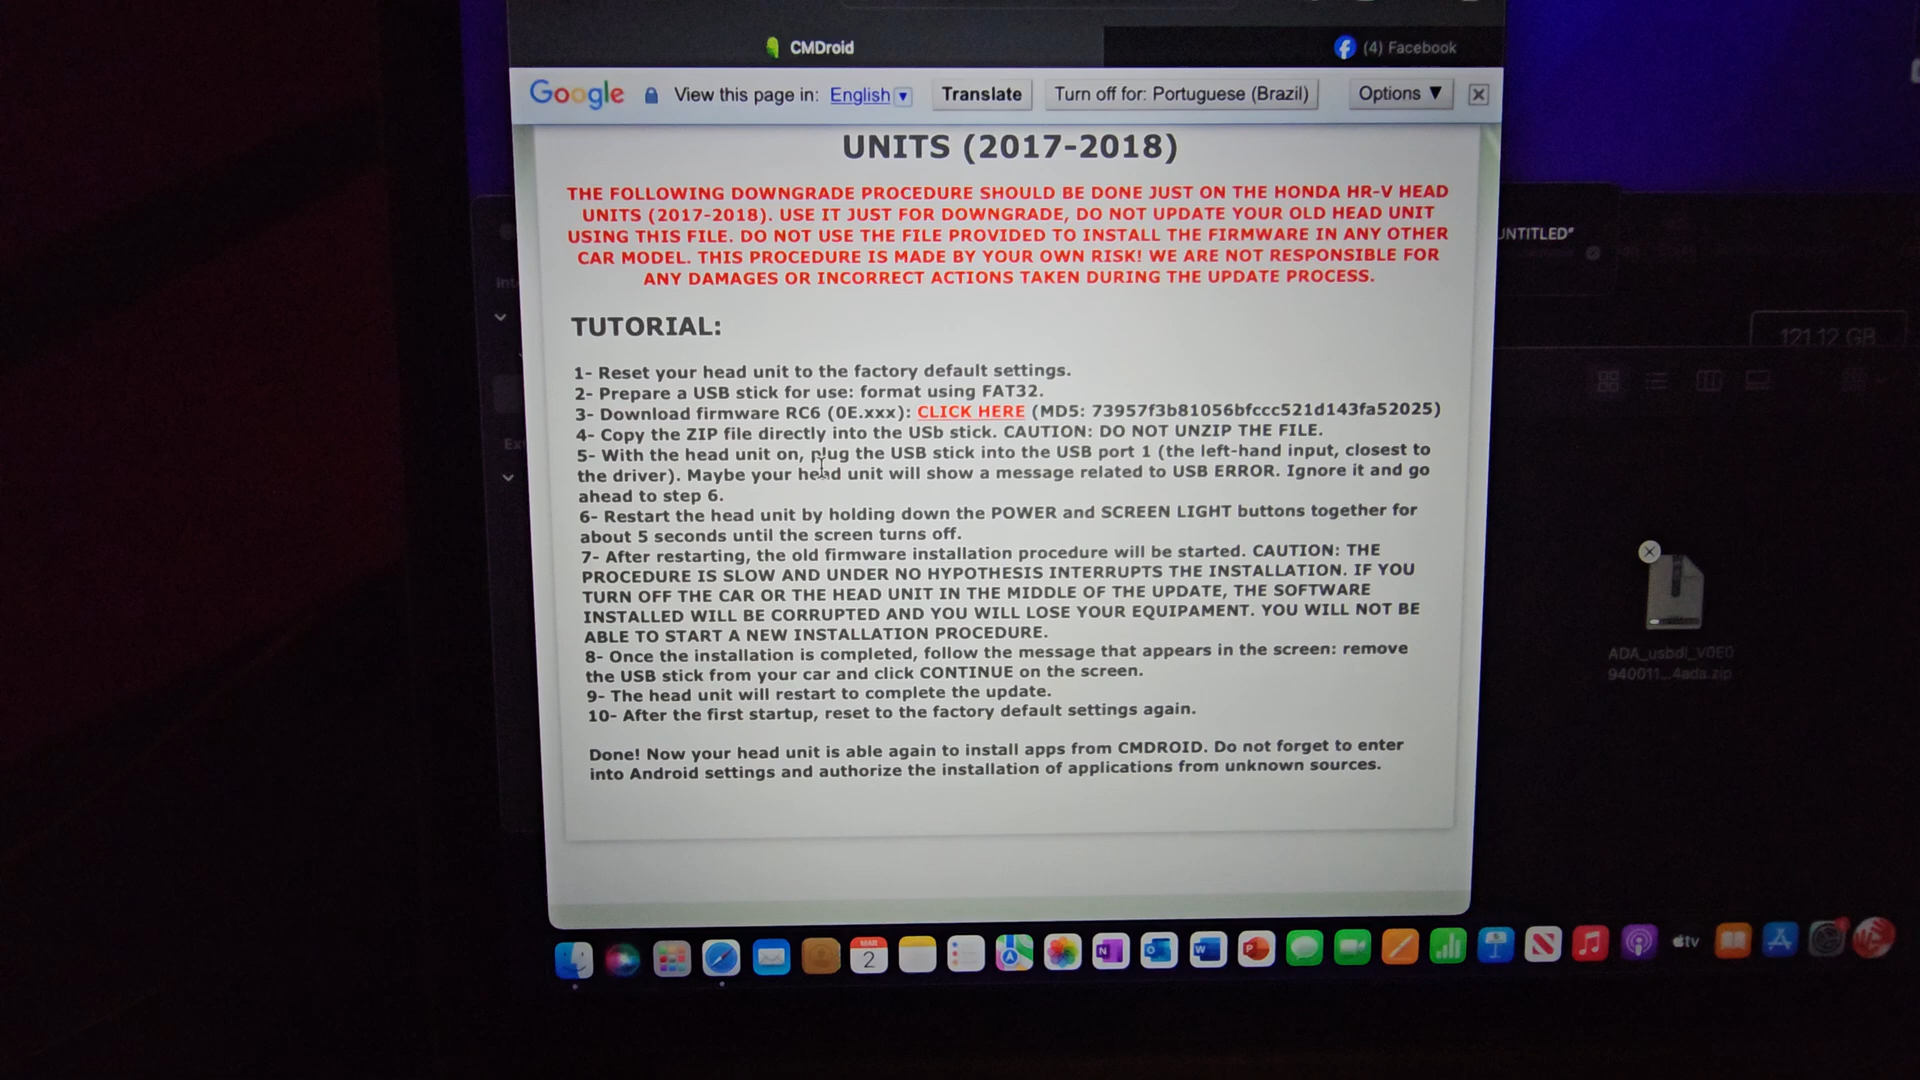 CMDroid
(4) Facebook
Google View this page in: English ▼ Translate Turn off for: Portuguese (Brazil) Options ▼
UNITS (2017-2018)
THE FOLLOWING DOWNGRADE PROCEDURE SHOULD BE DONE JUST ON THE HONDA HR-V HEAD
UNITS (2017-2018). USE IT JUST FOR DOWNGRADE, DO NOT UPDATE YOUR OLD HEAD UNIT
USING THIS FILE. DO NOT USE THE FILE PROVIDED TO INSTALL THE FIRMWARE IN ANY OTHER
CAR MODEL. THIS PROCEDURE IS MADE BY YOUR OWN RISK! WE ARE NOT RESPONSIBLE FOR
ANY DAMAGES OR INCORRECT ACTIONS TAKEN DURING THE UPDATE PROCESS.
TUTORIAL:
1- Reset your head unit to the factory default settings.
2- Prepare a USB stick for use: format using FAT32.
3- Download firmware RC6 (0E.xxx): CLICK HERE (MD5: 73957f3b81056bfccc521d143fa52025)
4- Copy the ZIP file directly into the USb stick. CAUTION: DO NOT UNZIP THE FILE.
5- With the head unit on, plug the USB stick into the USB port 1 (the left-hand input, closest to
the driver). Maybe your head unit will show a message related to USB ERROR. Ignore it and go
ahead to step 6.
6- Restart the head unit by holding down the POWER and SCREEN LIGHT buttons together for
about 5 seconds until the screen turns off.
7- After restarting, the old firmware installation procedure will be started. CAUTION: THE
PROCEDURE IS SLOW AND UNDER NO HYPOTHESIS INTERRUPTS THE INSTALLATION. IF YOU
TURN OFF THE CAR OR THE HEAD UNIT IN THE MIDDLE OF THE UPDATE, THE SOFTWARE
INSTALLED WILL BE CORRUPTED AND YOU WILL LOSE YOUR EQUIPAMENT. YOU WILL NOT BE
ABLE TO START A NEW INSTALLATION PROCEDURE.
8- Once the installation is completed, follow the message that appears in the screen: remove
the USB stick from your car and click CONTINUE on the screen.
9- The head unit will restart to complete the update.
10- After the first startup, reset to the factory default settings again.
Done! Now your head unit is able again to install apps from CMDROID. Do not forget to enter
into Android settings and authorize the installation of applications from unknown sources.
NTITLED"
121.12 GB
ADA_usbdl_V0E0
940011...4ada.zip
MAR
2
tv